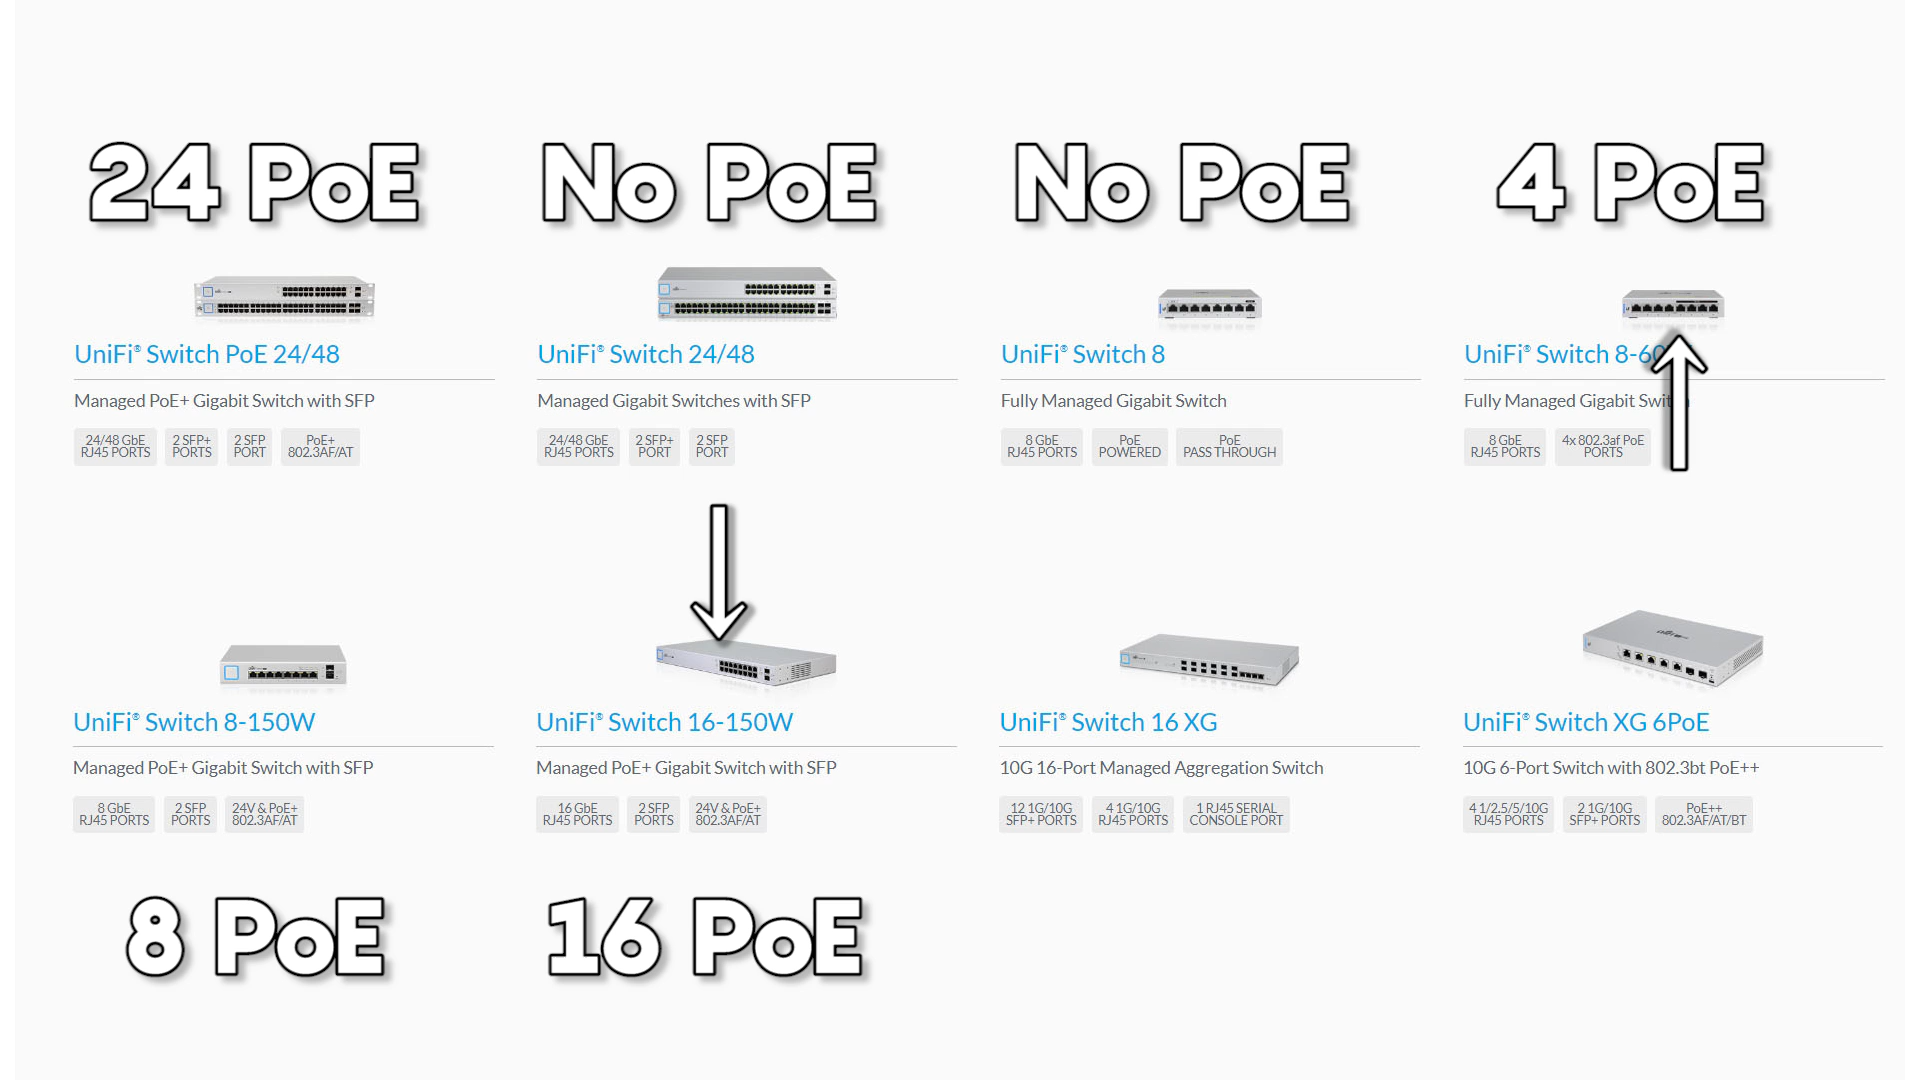 24 PoE
No PoE
No PoE
4 PoE
UniFi® Switch PoE 24/48
Managed PoE+ Gigabit Switch with SFP
24/48 GbE
RJ45 PORTS
2 SFP+
PORTS
2 SFP
PORT
PoE+
802.3AF/AT
UniFi® Switch 24/48
Managed Gigabit Switches with SFP
24/48 GbE
RJ45 PORTS
2 SFP+
PORT
2 SFP
PORT
UniFi® Switch 8
Fully Managed Gigabit Switch
8 GbE
RJ45 PORTS
PoE
POWERED
PoE
PASS THROUGH
UniFi® Switch 8-60
Fully Managed Gigabit Switch
8 GbE
RJ45 PORTS
4x 802.3af PoE
PORTS
UniFi® Switch 8-150W
Managed PoE+ Gigabit Switch with SFP
8 GbE
RJ45 PORTS
2 SFP
PORTS
24V & PoE+
802.3AF/AT
UniFi® Switch 16-150W
Managed PoE+ Gigabit Switch with SFP
16 GbE
RJ45 PORTS
2 SFP
PORTS
24V & PoE+
802.3AF/AT
UniFi® Switch 16 XG
10G 16-Port Managed Aggregation Switch
12 1G/10G
SFP+ PORTS
4 1G/10G
RJ45 PORTS
1 RJ45 SERIAL
CONSOLE PORT
UniFi® Switch XG 6PoE
10G 6-Port Switch with 802.3bt PoE++
4 1/2.5/5/10G
RJ45 PORTS
2 1G/10G
SFP+ PORTS
PoE++
802.3AF/AT/BT
8 PoE
16 PoE